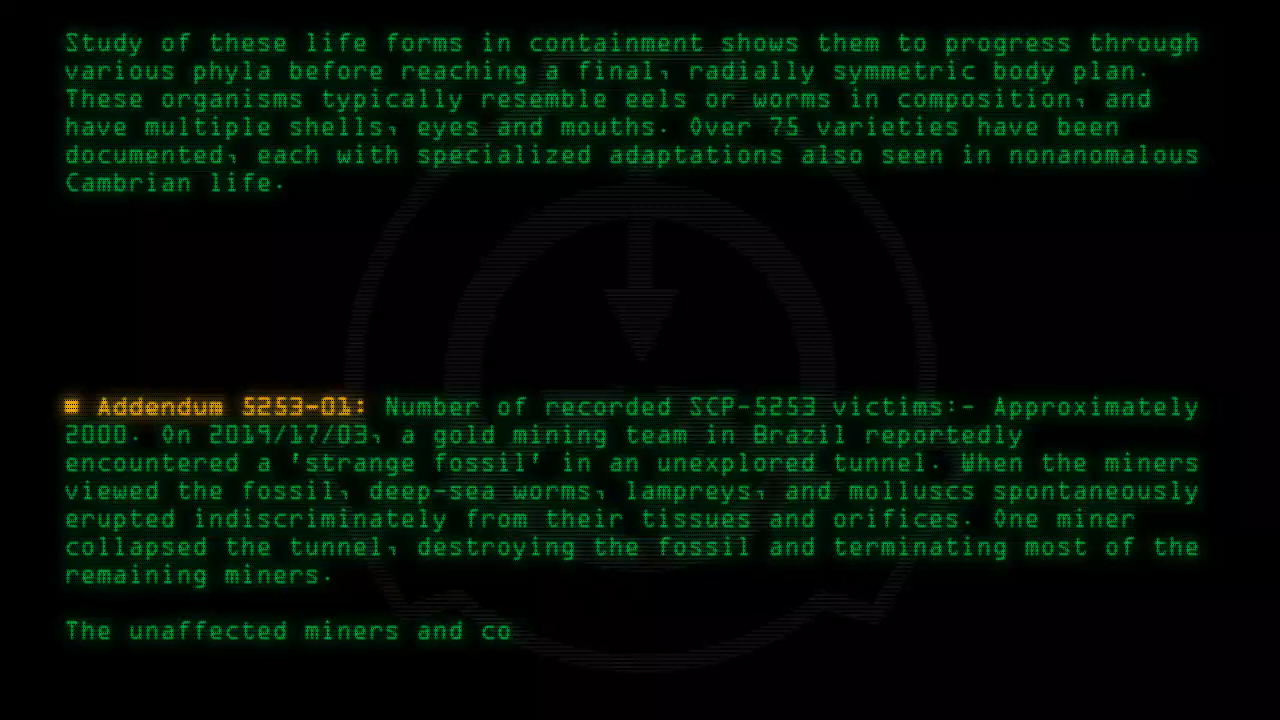 Study of these life forms in containment shows them to progress through
various phyla before reaching a final, radially symmetric body plan.
These organisms typically resemble eels or worms in composition, and
have multiple shells, eyes and mouths. Over 75 varieties have been
documented, each with specialized adaptations also seen in nonanomalous
Cambrian life.
■ Addendum 5253-01: Number of recorded SCP-5253 victims:- Approximately
2000. On 2019/17/03, a gold mining team in Brazil reportedly
encountered a 'strange fossil' in an unexplored tunnel. When the miners
viewed the fossil, deep-sea worms, lampreys, and molluscs spontaneously
erupted indiscriminately from their tissues and orifices. One miner
collapsed the tunnel, destroying the fossil and terminating most of the
remaining miners.
The unaffected miners and co